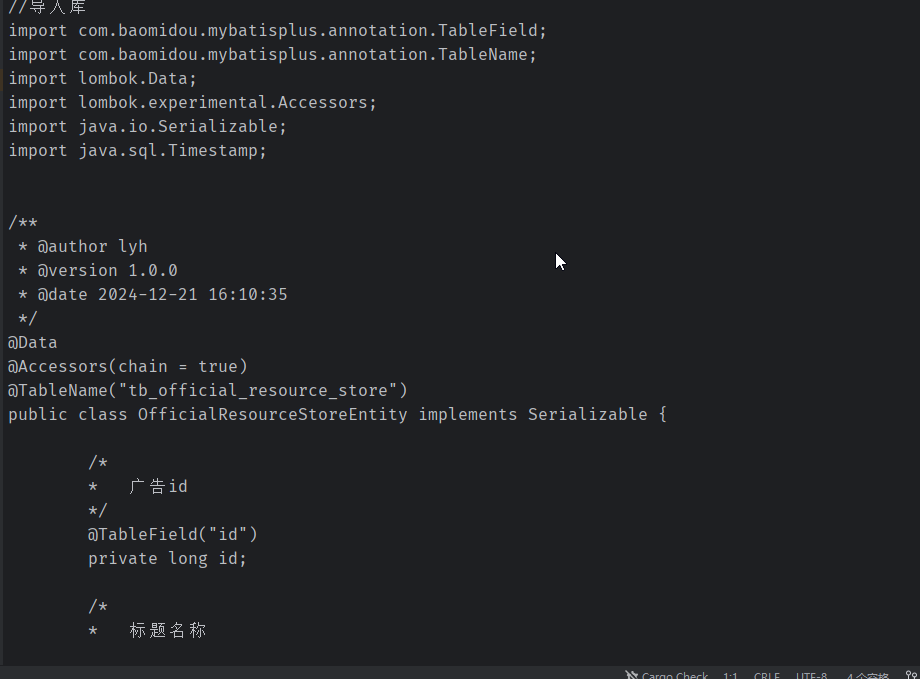 //导入库
import com.baomidou.mybatisplus.annotation.TableField;
import com.baomidou.mybatisplus.annotation.TableName;
import lombok.Data;
import lombok.experimental.Accessors;
import java.io.Serializable;
import java.sql.Timestamp;
/**
 * @author lyh
 * @version 1.0.0
 * @date 2024-12-21 16:10:35
 */
@Data
@Accessors(chain = true)
@TableName("tb_official_resource_store")
public class OfficialResourceStoreEntity implements Serializable {
        /*
        *   广告id
        */
        @TableField("id")
        private long id;
        /*
        *   标题名称
Cargo Check 1:1 CRLF UTF-8 4 个空格